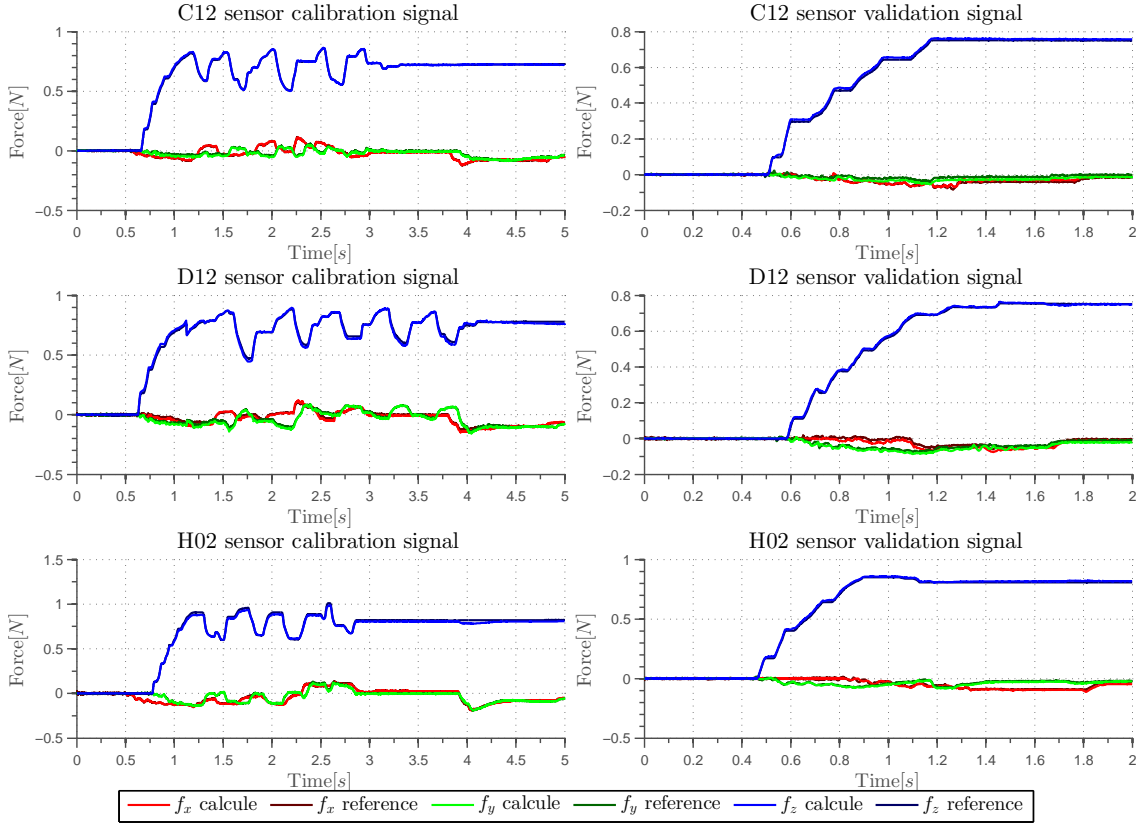 C12 sensor calibration signal
1
0.5
0
−0.5
Force[N]
0 0.5 1 1.5 2 2.5 3 3.5 4 4.5 5
Time[s]
C12 sensor validation signal
0.8
0.6
0.4
0.2
0
−0.2
Force[N]
0 0.2 0.4 0.6 0.8 1 1.2 1.4 1.6 1.8 2
Time[s]
D12 sensor calibration signal
1
0.5
0
−0.5
Force[N]
0 0.5 1 1.5 2 2.5 3 3.5 4 4.5 5
Time[s]
D12 sensor validation signal
0.8
0.6
0.4
0.2
0
−0.2
Force[N]
0 0.2 0.4 0.6 0.8 1 1.2 1.4 1.6 1.8 2
Time[s]
H02 sensor calibration signal
1.5
1
0.5
0
−0.5
Force[N]
0 0.5 1 1.5 2 2.5 3 3.5 4 4.5 5
Time[s]
H02 sensor validation signal
1
0.5
0
−0.5
Force[N]
0 0.2 0.4 0.6 0.8 1 1.2 1.4 1.6 1.8 2
Time[s]
f_x calcule f_x reference f_y calcule f_y reference f_z calcule f_z reference